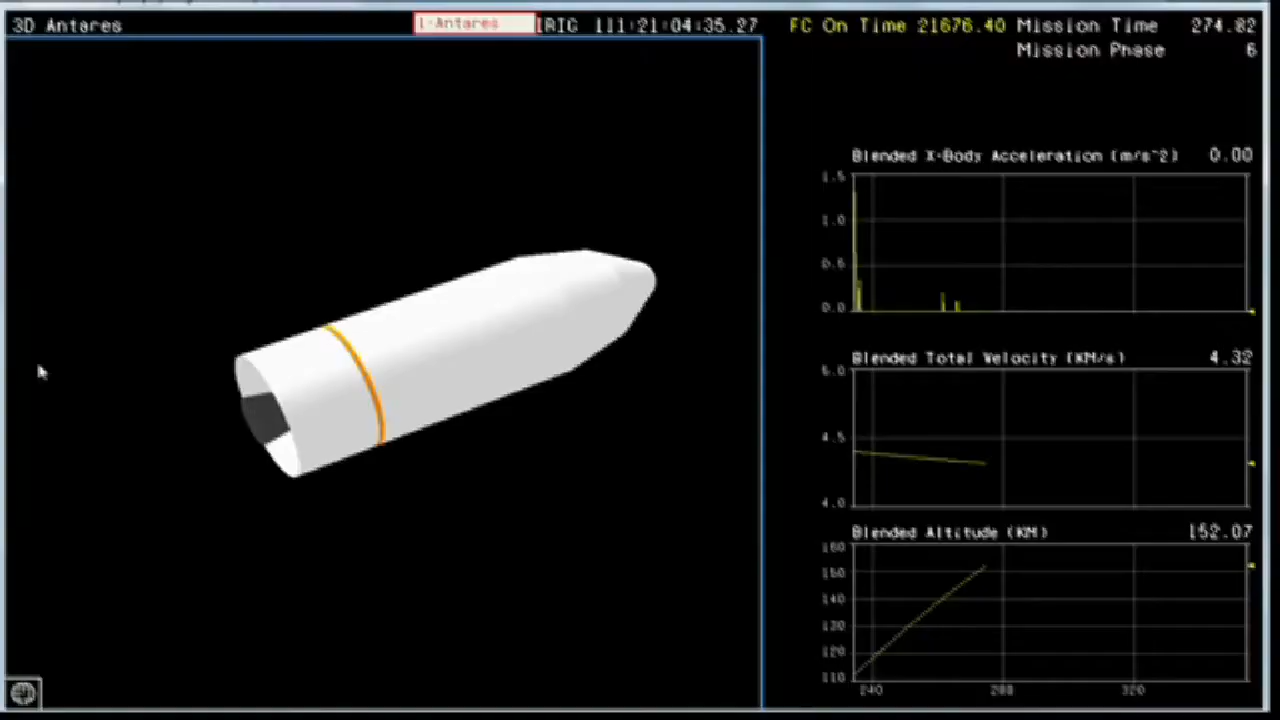 3D Antares
1-Antares
IRIG 111:21:04:35.27
FC On Time 21676.40 Mission Time 274.82
Mission Phase 6
Blended X-Body Acceleration (m/s^2) 0.00
1.5
1.0
0.5
0.0
Blended Total Velocity (KM/s) 4.32
5.0
4.5
4.0
Blended Altitude (KM) 152.07
160
150
140
130
120
110
240 280 320